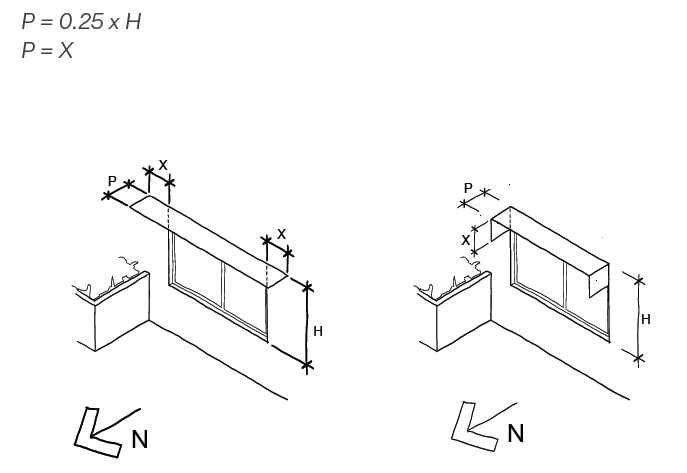 P = 0.25 x H
P = X
P X
X
H
N
P
X
H
N